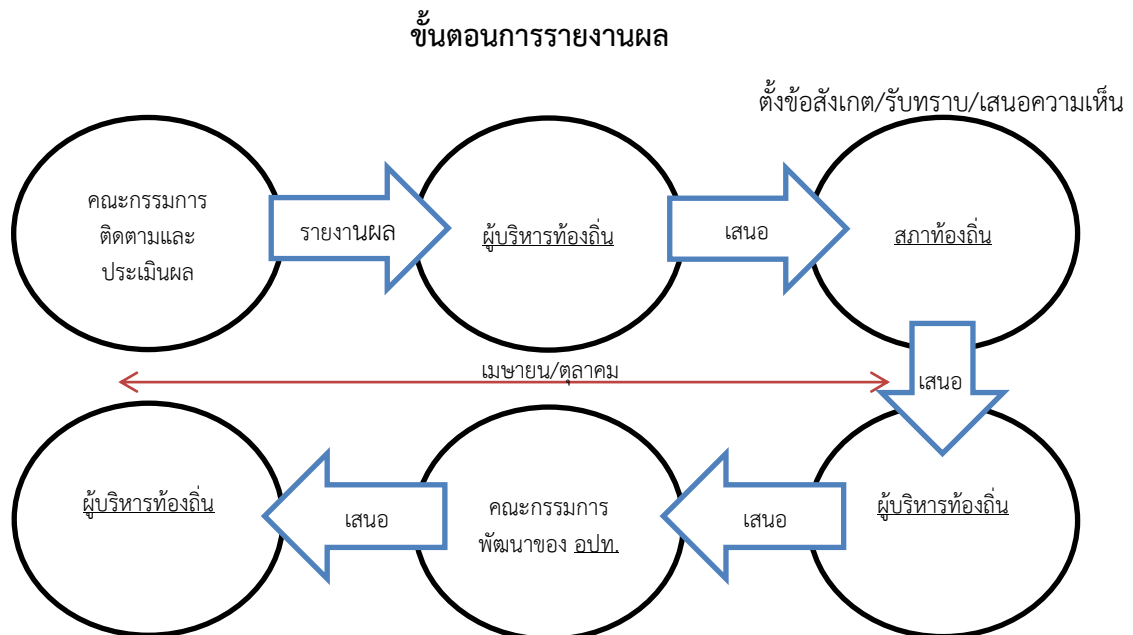 ขั้นตอนการรายงานผล
ตั้งข้อสังเกต/รับทราบ/เสนอความเห็น
คณะกรรมการ
ติดตามและ
ประเมินผล
รายงานผล
ผู้บริหารท้องถิ่น
เสนอ
สภาท้องถิ่น
เมษายน/ตุลาคม
เสนอ
ผู้บริหารท้องถิ่น
เสนอ
คณะกรรมการ
พัฒนาของ อปท.
เสนอ
ผู้บริหารท้องถิ่น